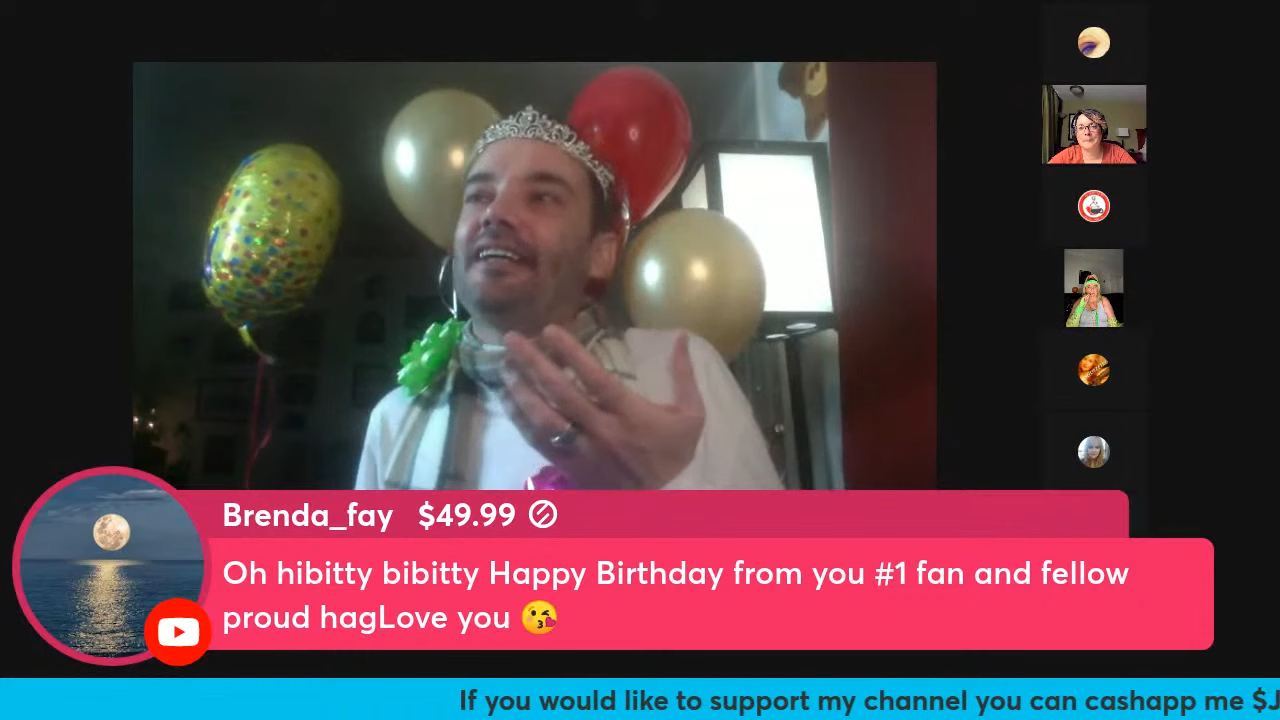 Brenda_fay $49.99
Oh hibitty bibitty Happy Birthday from you #1 fan and fellow
proud hagLove you 😘
If you would like to support my channel you can cashapp me $J